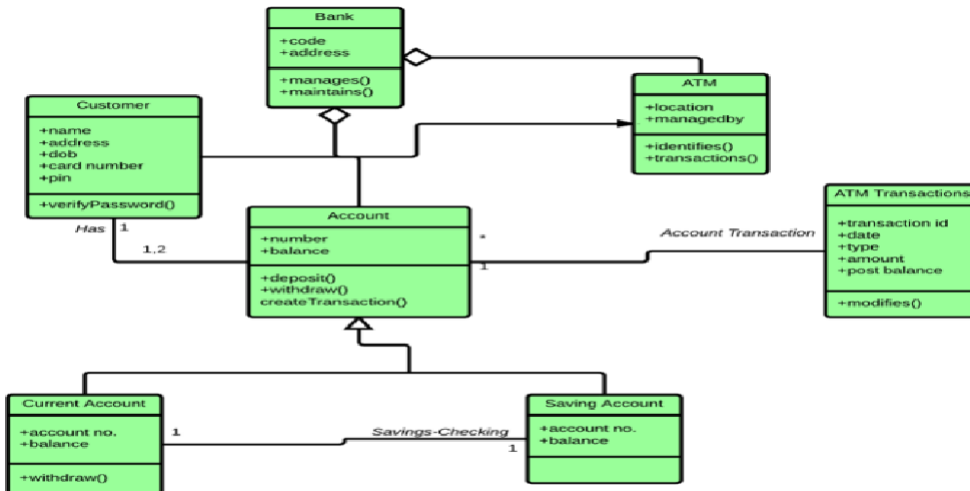 Bank
+code
+address
+manages()
+maintains()
ATM
+location
+managedby
+identifies()
+transactions()
Customer
+name
+address
+dob
+card number
+pin
+verifyPassword()
Has
1
1,2
Account
+number
+balance
+deposit()
+withdraw()
createTransaction()
*
1
Account Transaction
ATM Transactions
+transaction id
+date
+type
+amount
+post balance
+modifies()
Current Account
+account no.
+balance
+withdraw()
1
Savings-Checking
1
Saving Account
+account no.
+balance